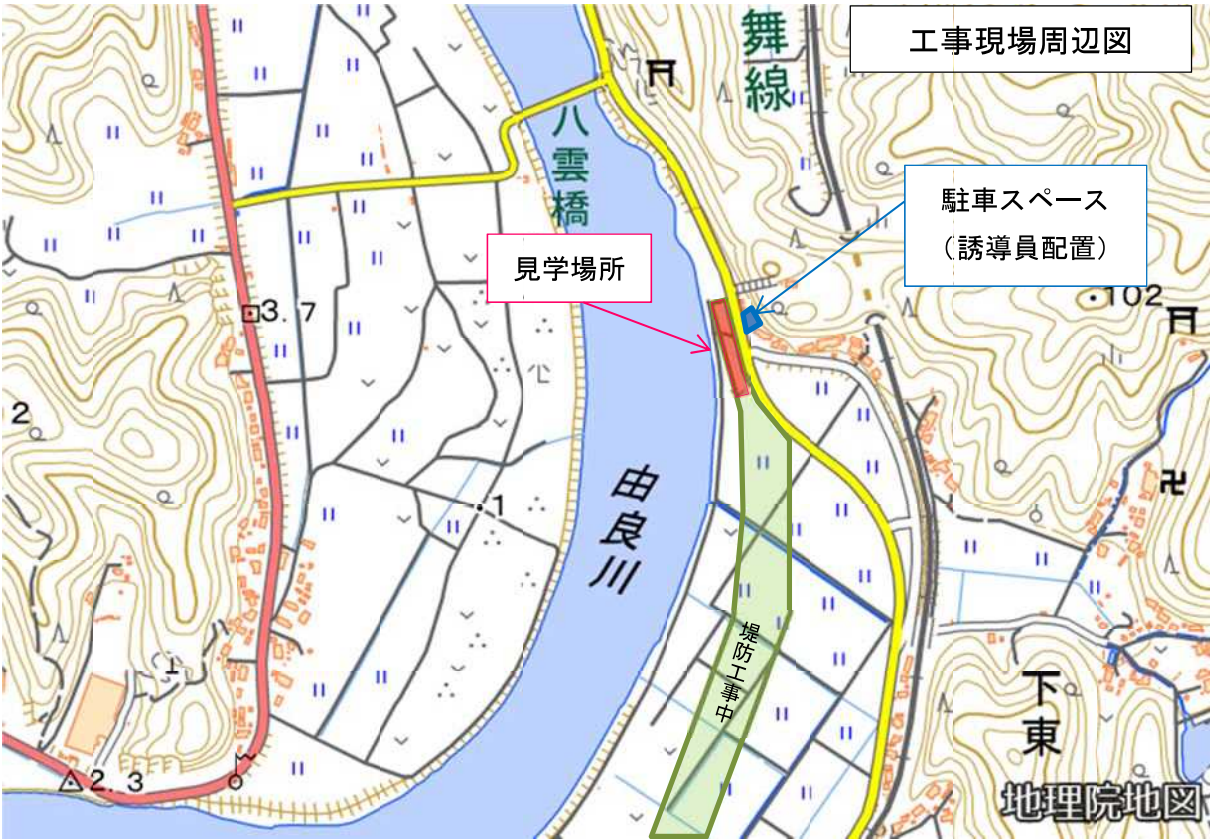 工事現場周辺図
舞線
八雲橋
駐車スペース
（誘導員配置）
見学場所
・102
3. 7
2
由良川
・1
堤防工事中
下東
2. 3
地理院地図